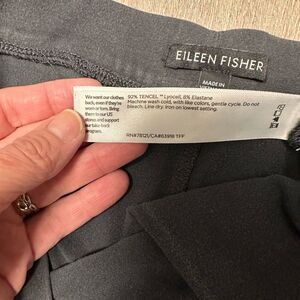 EILEEN FISHER
MADE IN
We want our clothes
back, even if they're
worn or torn. Bring
them to our US
stores and support
our take back
program.
92% TENCEL™ Lyocell, 8% Elastane
Machine wash cold, with like colors, gentle cycle. Do not
bleach. Line dry. Iron on lowest setting.
RN#78121/CA#63918 TFF